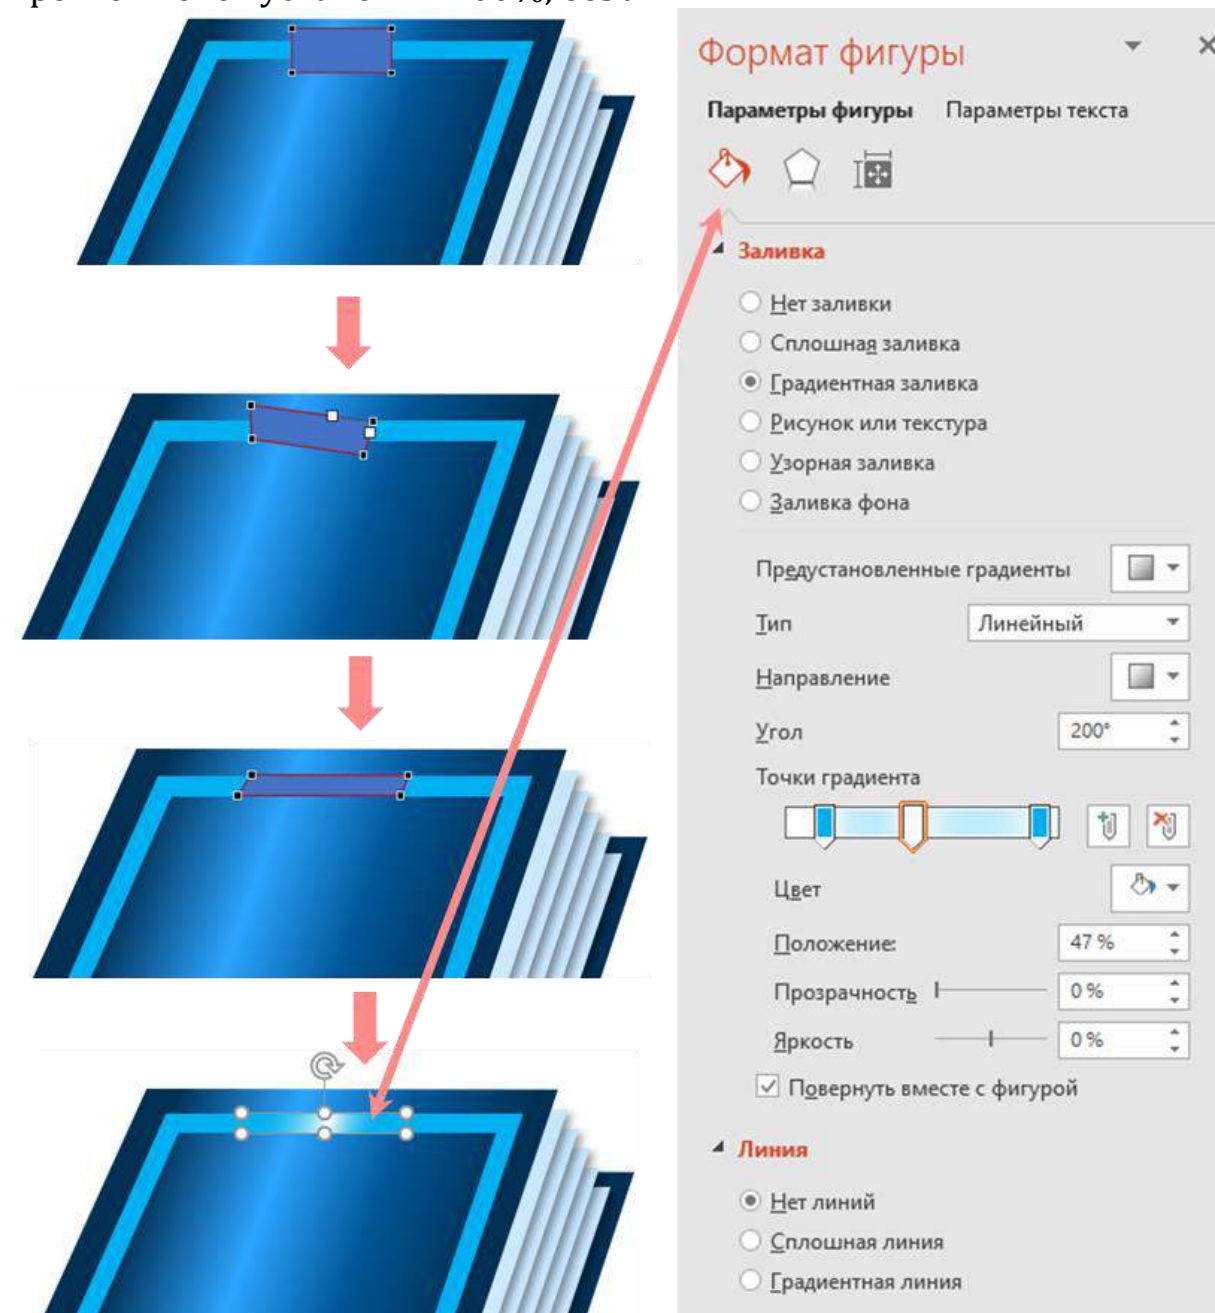 Формат фигуры
Параметры фигуры Параметры текста
Заливка
Нет заливки
Сплошная заливка
Градиентная заливка
Рисунок или текстура
Узорная заливка
Заливка фона
Предустановленные градиенты
Тип Линейный
Направление
Угол 200°
Точки градиента
Цвет
Положение: 47 %
Прозрачность 0 %
Яркость 0 %
Повернуть вместе с фигурой
Линия
Нет линий
Сплошная линия
Градиентная линия